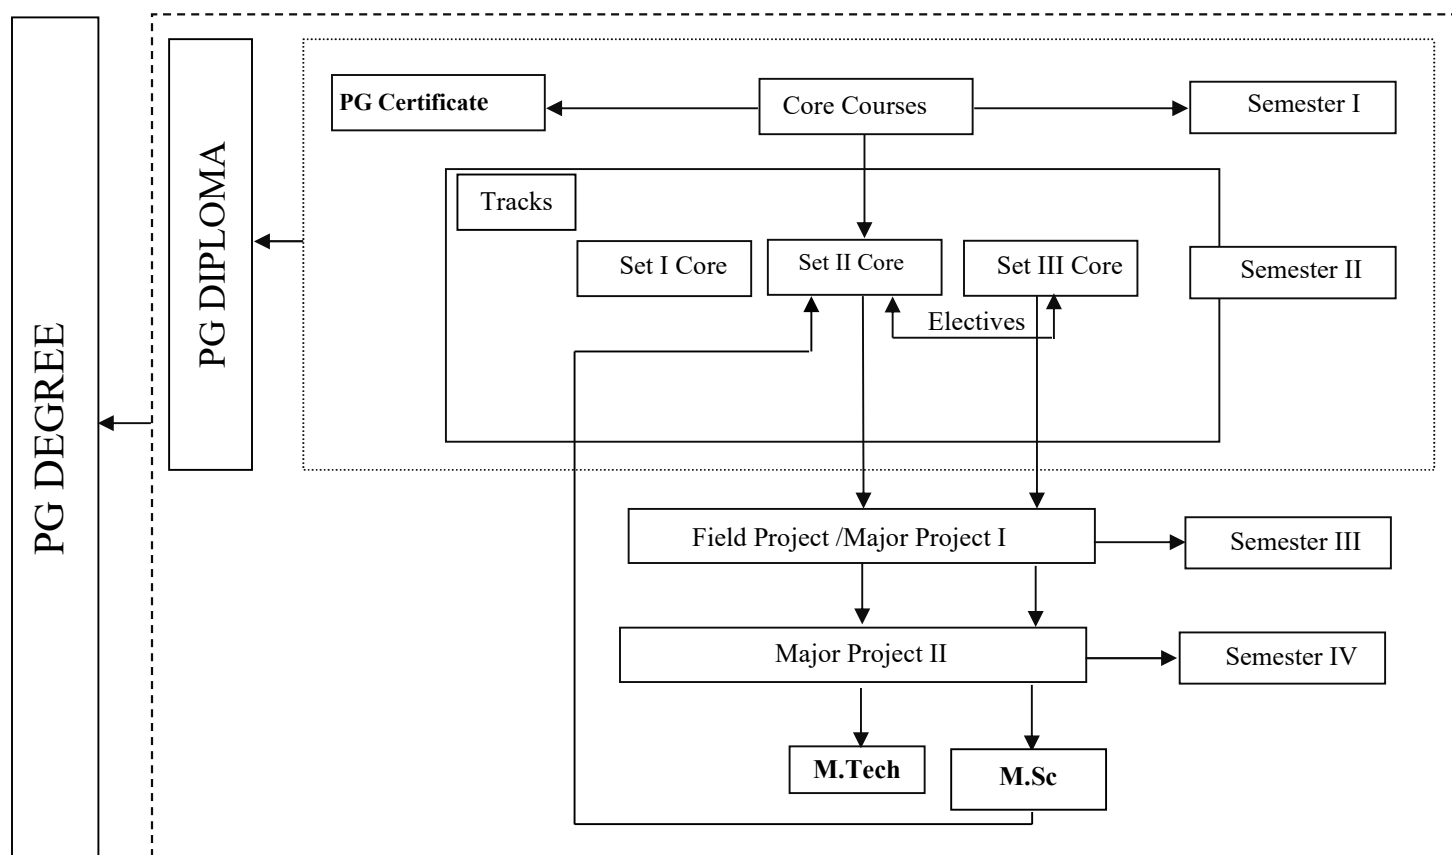 PG Certificate
Core Courses
Semester I
Tracks
Set I Core
Set II Core
Set III Core
Semester II
Electives
PG DIPLOMA
PG DEGREE
Field Project /Major Project I
Semester III
Major Project II
Semester IV
M.Tech
M.Sc